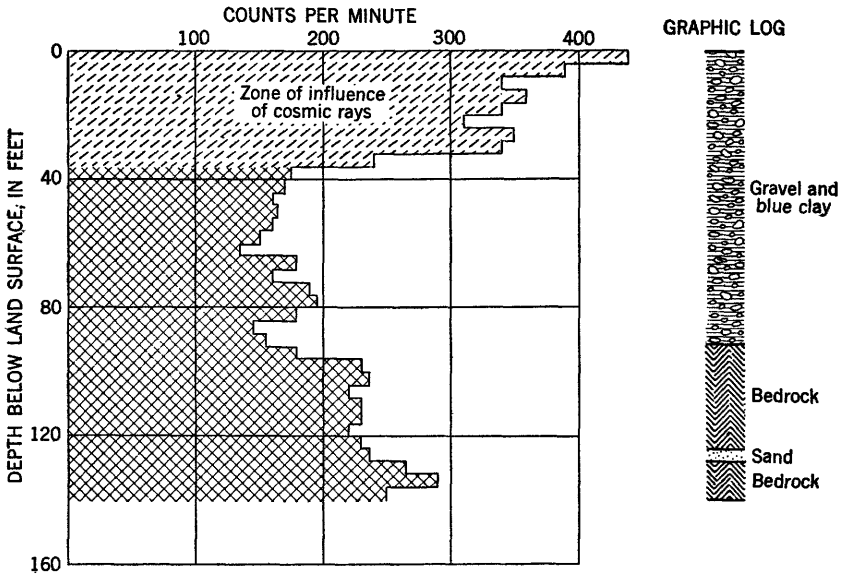 COUNTS PER MINUTE
0
100
200
300
400
GRAPHIC LOG
Zone of influence
of cosmic rays
DEPTH BELOW LAND SURFACE, IN FEET
40
80
120
160
Gravel and
blue clay
Bedrock
Sand
Bedrock